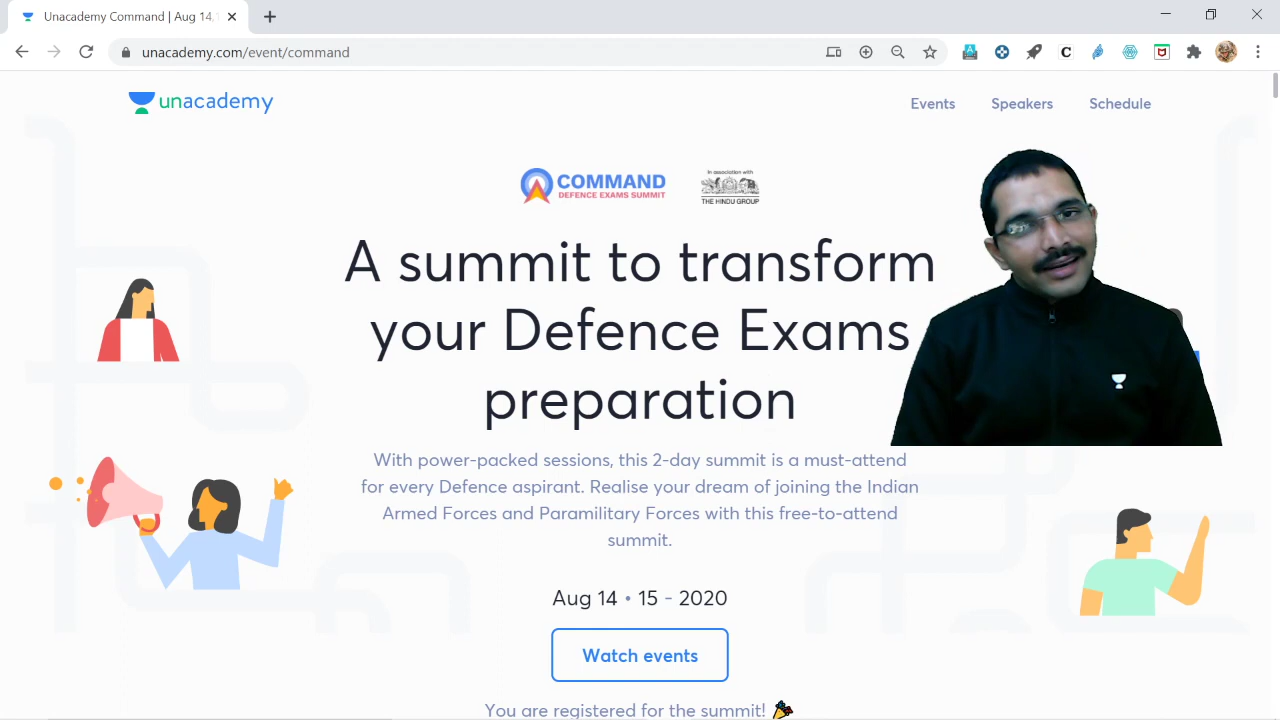 Unacademy Command | Aug 14,
unacademy.com/event/command
unacademy
Events Speakers Schedule
COMMAND
DEFENCE EXAMS SUMMIT
In association with
THE HINDU GROUP
A summit to transform
your Defence Exams
preparation
With power-packed sessions, this 2-day summit is a must-attend
for every Defence aspirant. Realise your dream of joining the Indian
Armed Forces and Paramilitary Forces with this free-to-attend
summit.
Aug 14 • 15 - 2020
Watch events
You are registered for the summit! 🎉